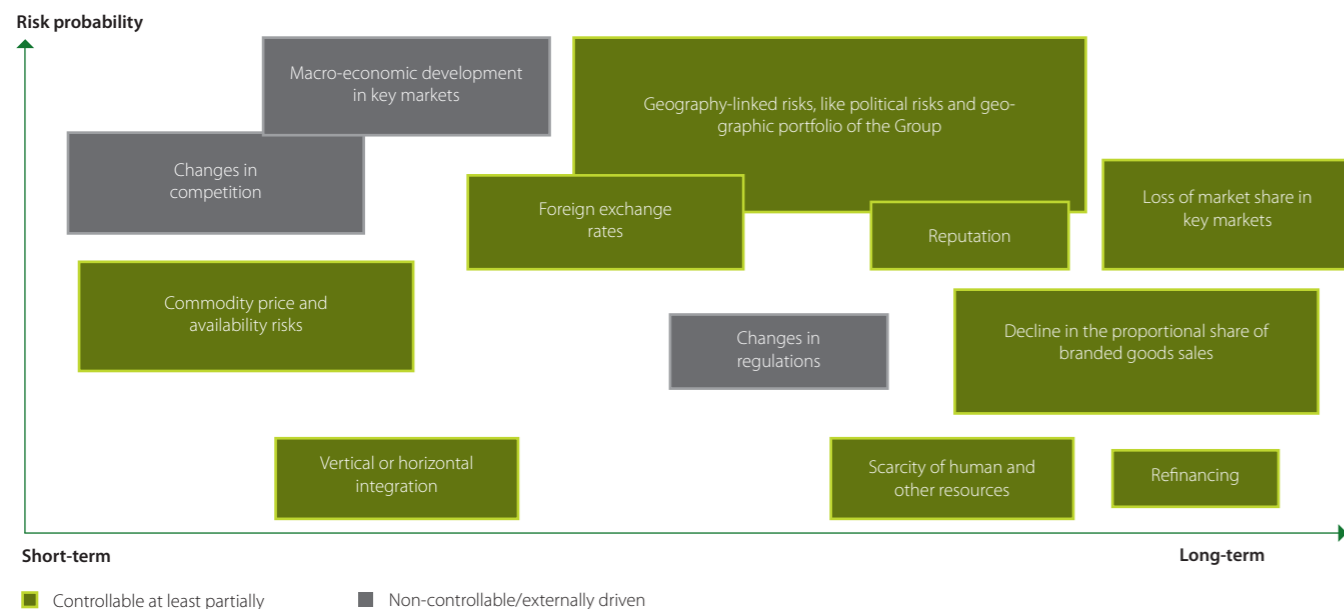 Risk probability
Macro-economic development
in key markets
Geography-linked risks, like political risks and geo-
graphic portfolio of the Group
Changes in
competition
Foreign exchange
rates
Reputation
Loss of market share in
key markets
Commodity price and
availability risks
Changes in
regulations
Decline in the proportional share of
branded goods sales
Vertical or horizontal
integration
Scarcity of human and
other resources
Refinancing
Short-term
Long-term
Controllable at least partially
Non-controllable/externally driven